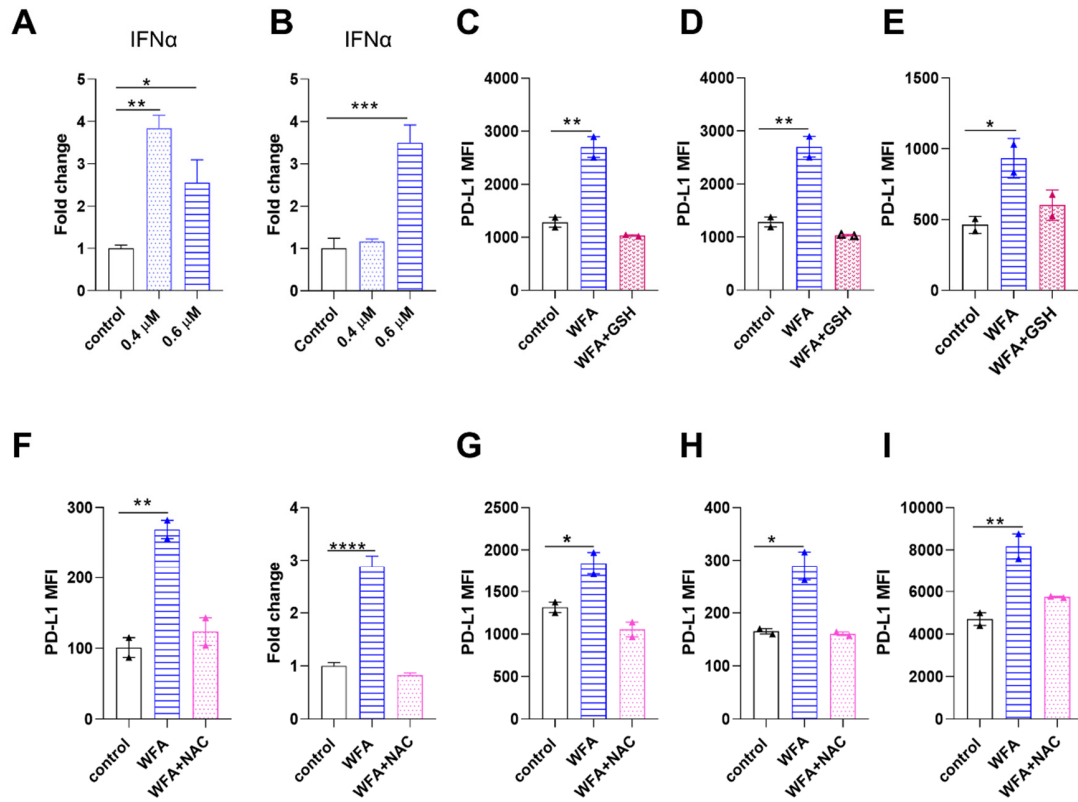 A
IFNα
Fold change
5
4
3
2
1
0
**
*
control
0.4 μM
0.6 μM
B
IFNα
Fold change
5
4
3
2
1
0
***
Control
0.4 μM
0.6 μM
C
PD-L1 MFI
4000
3000
2000
1000
0
**
control
WFA
WFA+GSH
D
PD-L1 MFI
4000
3000
2000
1000
0
**
control
WFA
WFA+GSH
E
PD-L1 MFI
1500
1000
500
0
*
control
WFA
WFA+GSH
F
PD-L1 MFI
300
200
100
0
**
control
WFA
WFA+NAC
Fold change
4
3
2
1
0
****
control
WFA
WFA+NAC
G
PD-L1 MFI
2500
2000
1500
1000
500
0
*
control
WFA
WFA+NAC
H
PD-L1 MFI
400
300
200
100
0
*
control
WFA
WFA+NAC
I
PD-L1 MFI
10000
8000
6000
4000
2000
0
**
control
WFA
WFA+NAC